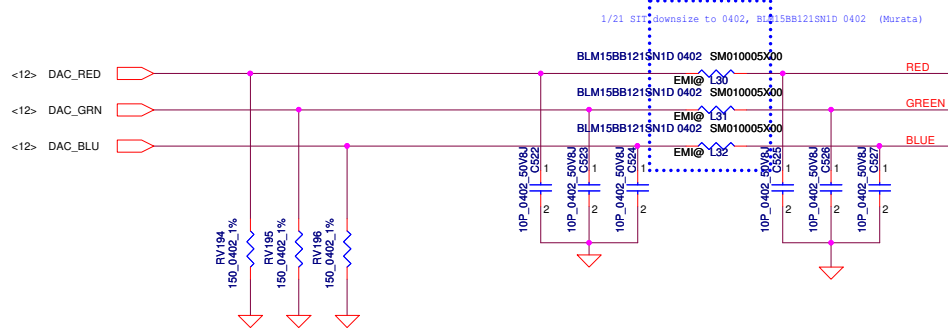 1/21 SIT downsize to 0402, BLM15BB121SN1D 0402 (Murata)
BLM15BB121SN1D 0402 SM010005X00
<12> DAC_RED
RED
EMI@ L30
BLM15BB121SN1D 0402 SM010005X00
<12> DAC_GRN
GREEN
EMI@ L31
BLM15BB121SN1D 0402 SM010005X00
<12> DAC_BLU
BLUE
EMI@ L32
10P_0402_50V8J
C522
1
2
10P_0402_50V8J
C523
1
2
10P_0402_50V8J
C524
1
2
10P_0402_50V8J
C525
1
2
10P_0402_50V8J
C526
1
2
10P_0402_50V8J
C527
1
2
RV194
150_0402_1%
RV195
150_0402_1%
RV196
150_0402_1%